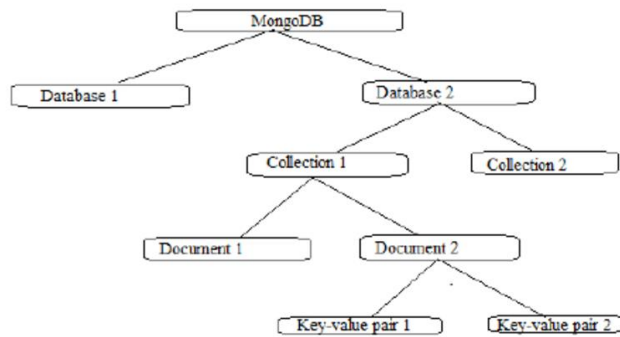 MongoDB
Database 1
Database 2
Collection 1
Collection 2
Document 1
Document 2
Key-value pair 1
Key-value pair 2